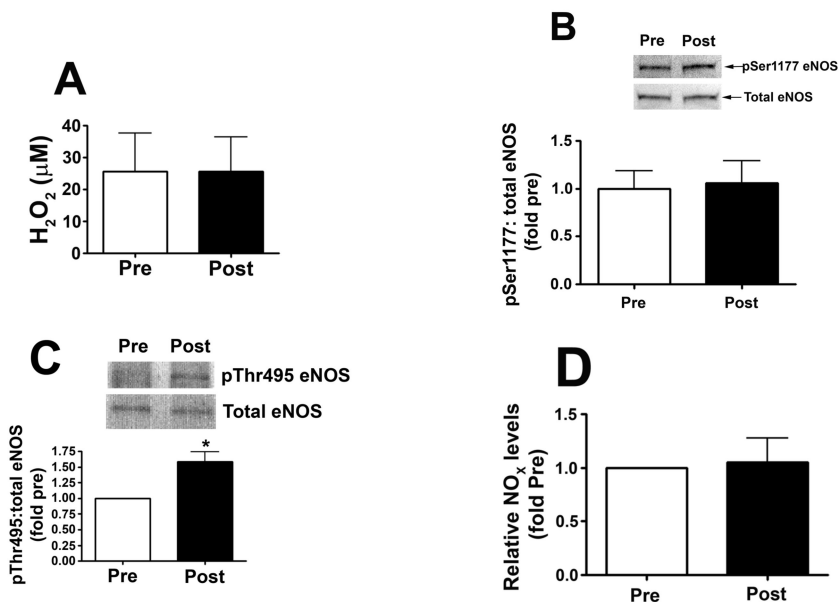 A
H2O2 (μM)
40
30
20
10
0
Pre Post
B
Pre Post
pSer1177 eNOS
Total eNOS
pSer1177: total eNOS
(fold pre)
1.5
1.0
0.5
0.0
Pre Post
C
Pre Post
pThr495 eNOS
Total eNOS
pThr495:total eNOS
(fold pre)
1.75
1.50
1.25
1.00
0.75
0.50
0.25
0.00
*
Pre Post
D
Relative NOx levels
(fold Pre)
1.5
1.0
0.5
0.0
Pre Post